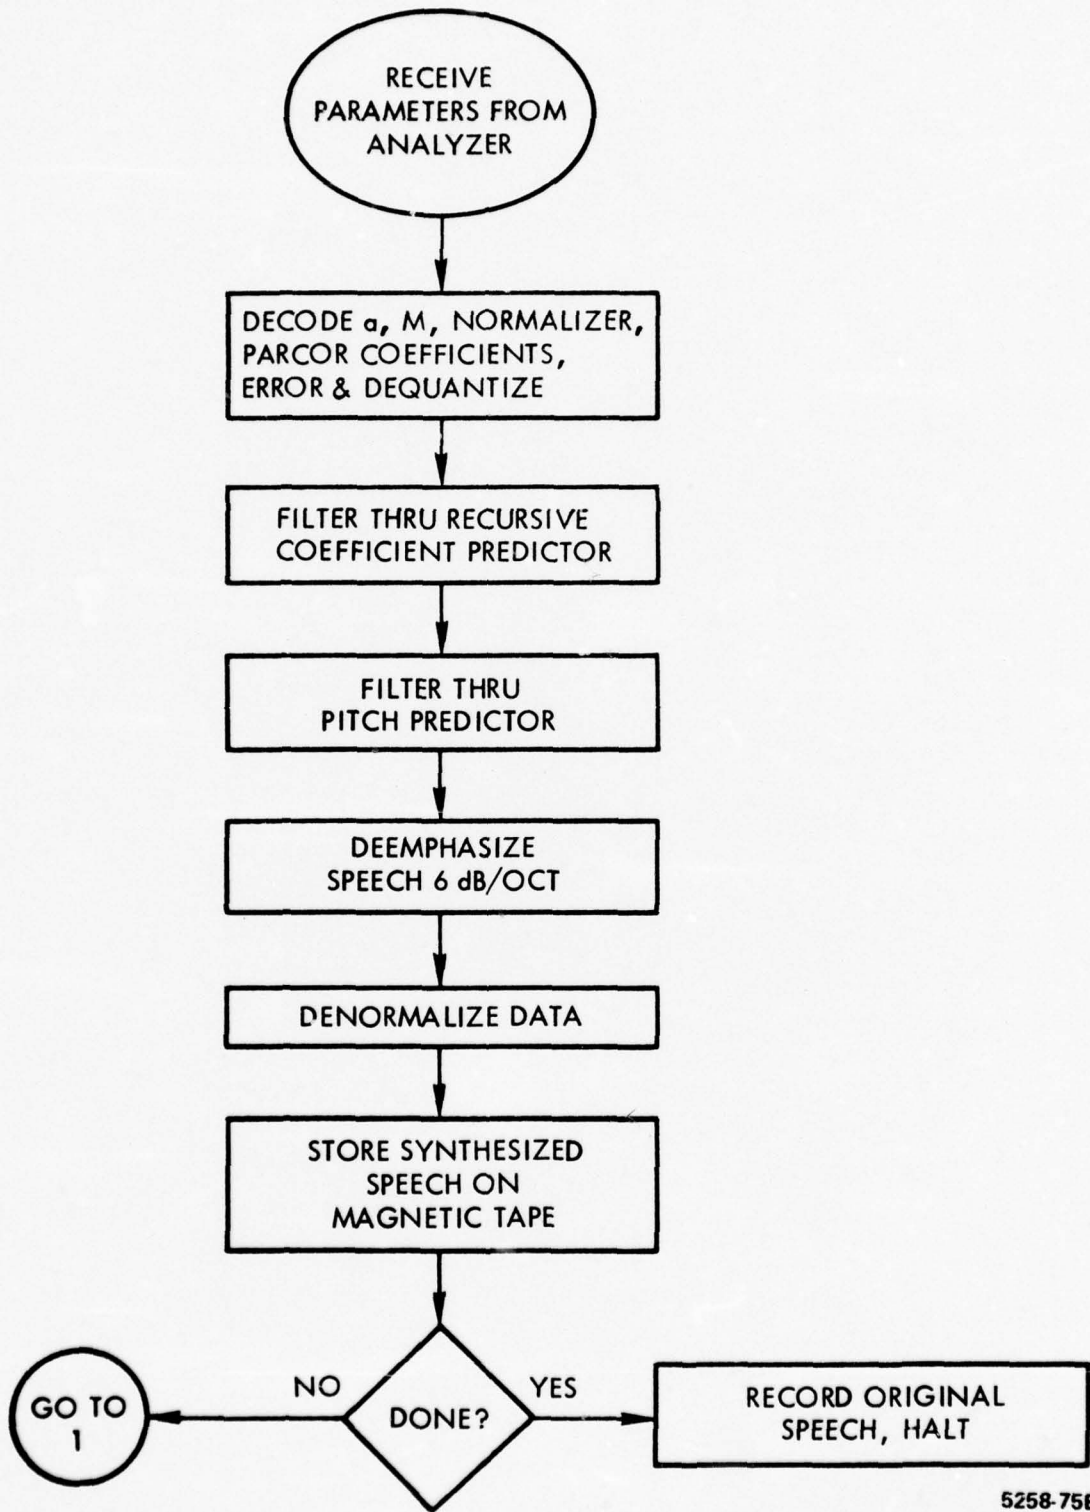 RECEIVE
PARAMETERS FROM
ANALYZER
DECODE a, M, NORMALIZER,
PARCOR COEFFICIENTS,
ERROR & DEQUANTIZE
FILTER THRU RECURSIVE
COEFFICIENT PREDICTOR
FILTER THRU
PITCH PREDICTOR
DEEMPHASIZE
SPEECH 6 dB/OCT
DENORMALIZE DATA
STORE SYNTHESIZED
SPEECH ON
MAGNETIC TAPE
GO TO
1
NO
DONE?
YES
RECORD ORIGINAL
SPEECH, HALT